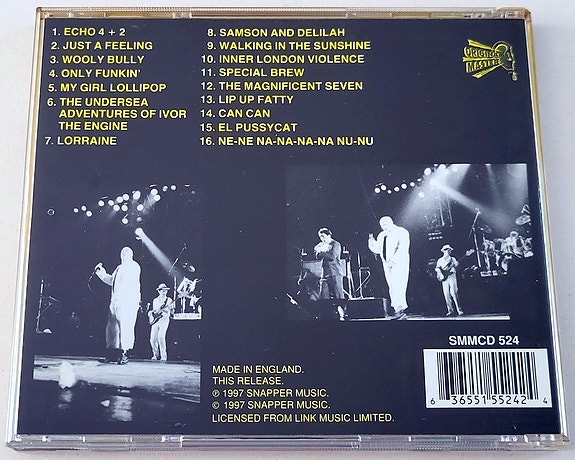 1. ECHO 4 + 2
2. JUST A FEELING
3. WOOLY BULLY
4. ONLY FUNKIN'
5. MY GIRL LOLLIPOP
6. THE UNDERSEA
ADVENTURES OF IVOR
THE ENGINE
7. LORRAINE
8. SAMSON AND DELILAH
9. WALKING IN THE SUNSHINE
10. INNER LONDON VIOLENCE
11. SPECIAL BREW
12. THE MAGNIFICENT SEVEN
13. LIP UP FATTY
14. CAN CAN
15. EL PUSSYCAT
16. NE-NE NA-NA-NA-NA NU-NU
ORIGINAL
MASTER
MADE IN ENGLAND.
THIS RELEASE.
℗ 1997 SNAPPER MUSIC.
© 1997 SNAPPER MUSIC.
LICENSED FROM LINK MUSIC LIMITED.
SMMCD 524
6 36551 55242 4